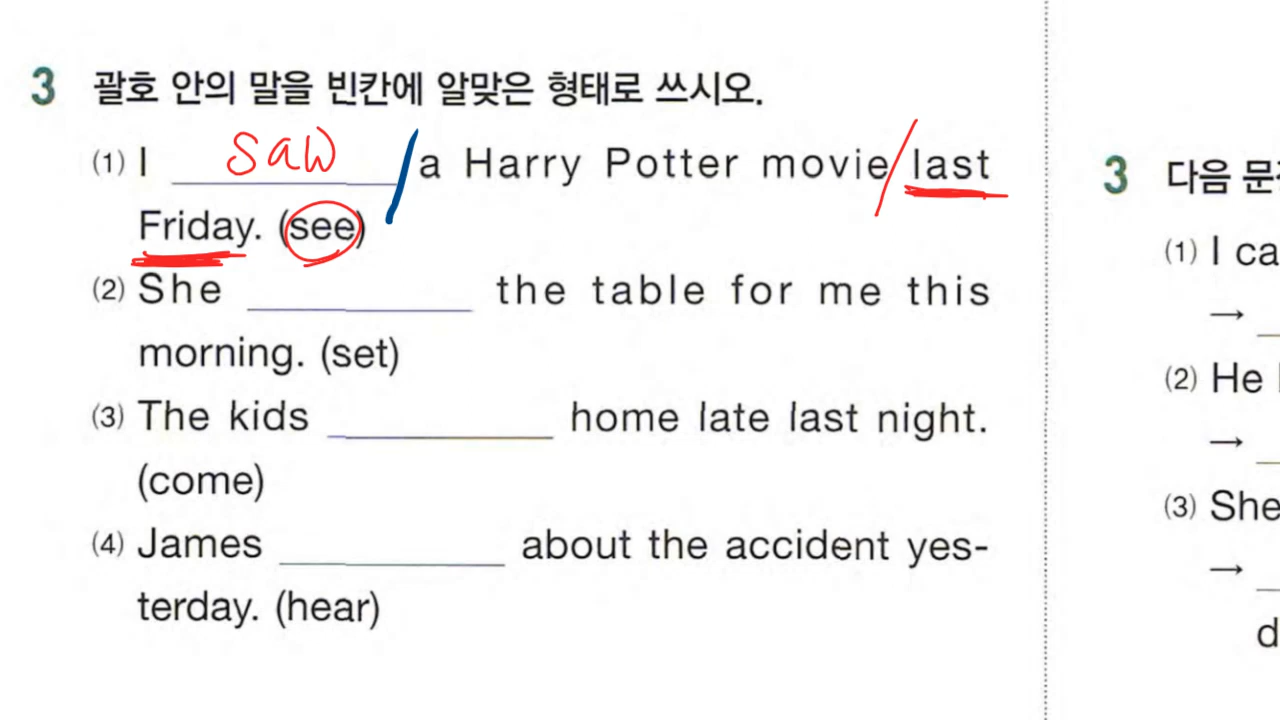 3 괄호 안의 말을 빈칸에 알맞은 형태로 쓰시오.
(1) I saw a Harry Potter movie last
Friday. (see)
(2) She ________ the table for me this
morning. (set)
(3) The kids ________ home late last night.
(come)
(4) James ________ about the accident yes-
terday. (hear)
3 다음
(1) I ca
→
(2) He
→
(3) She
→
d